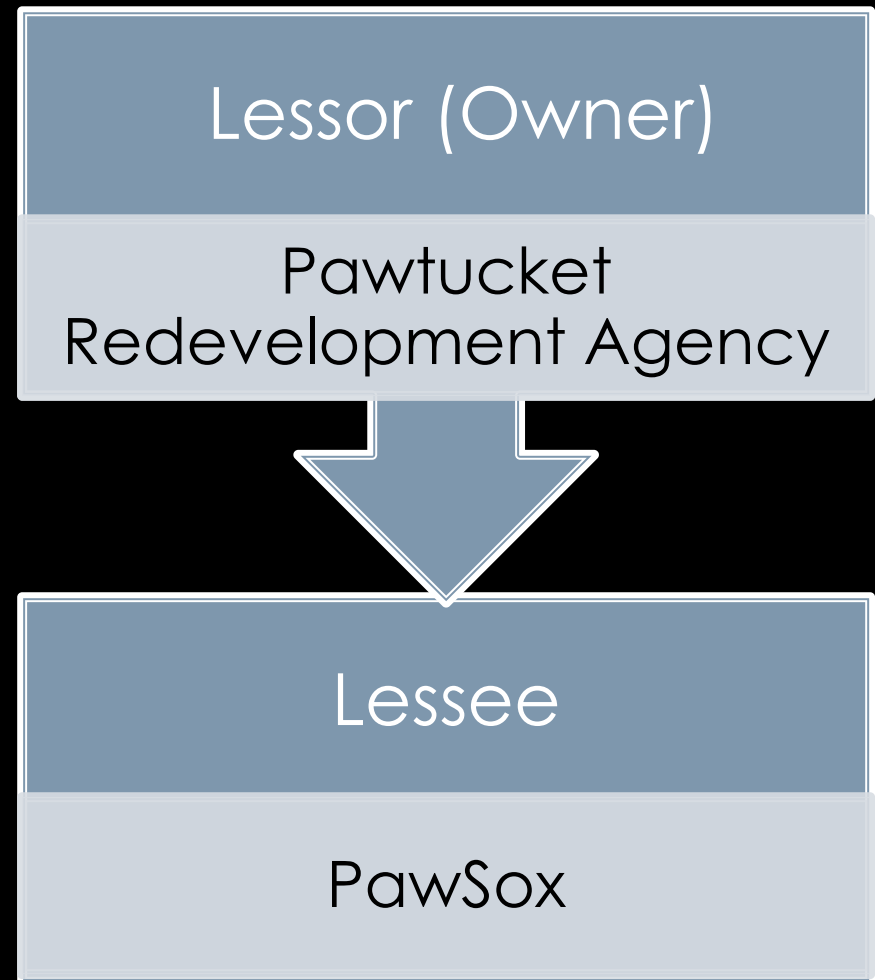 Lessor (Owner)
Pawtucket
Redevelopment Agency
Lessee
PawSox